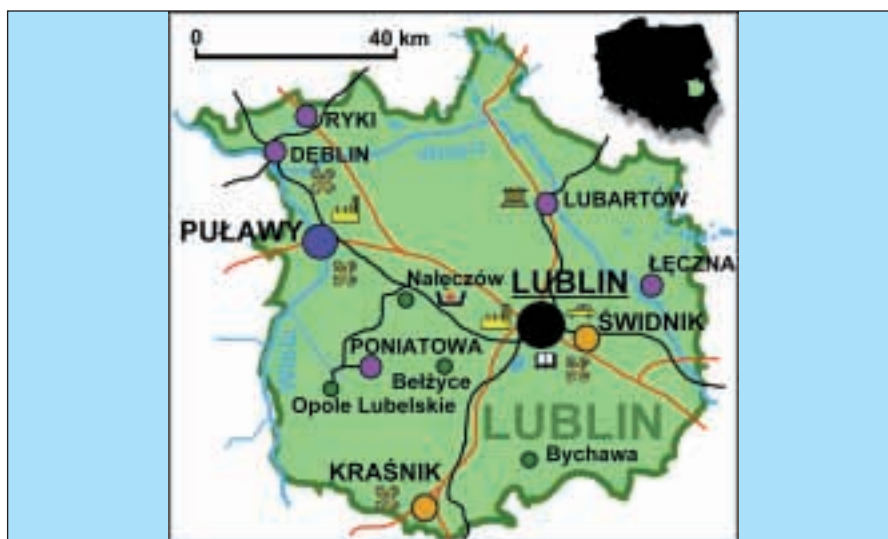 0 40 km
RYKI
DĘBLIN
LUBARTÓW
PUŁAWY
ŁĘCZNA
Nałęczów
LUBLIN
ŚWIDNIK
PONIATOWA
Bełżyce
Opole Lubelskie
LUBLIN
Bychawa
KRAŚNIK